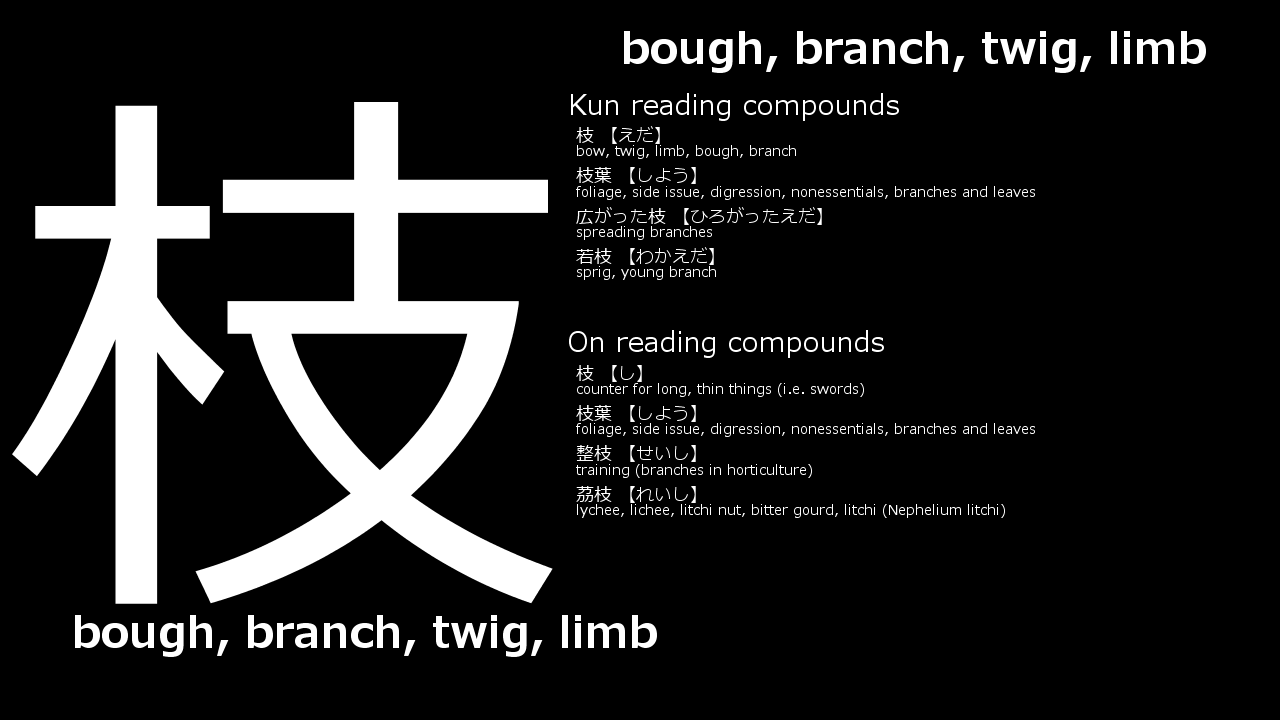 枝
bough, branch, twig, limb
bough, branch, twig, limb
Kun reading compounds
枝 【えだ】
bow, twig, limb, bough, branch
枝葉 【しよう】
foliage, side issue, digression, nonessentials, branches and leaves
広がった枝 【ひろがったえだ】
spreading branches
若枝 【わかえだ】
sprig, young branch
On reading compounds
枝 【し】
counter for long, thin things (i.e. swords)
枝葉 【しよう】
foliage, side issue, digression, nonessentials, branches and leaves
整枝 【せいし】
training (branches in horticulture)
茘枝 【れいし】
lychee, lichee, litchi nut, bitter gourd, litchi (Nephelium litchi)